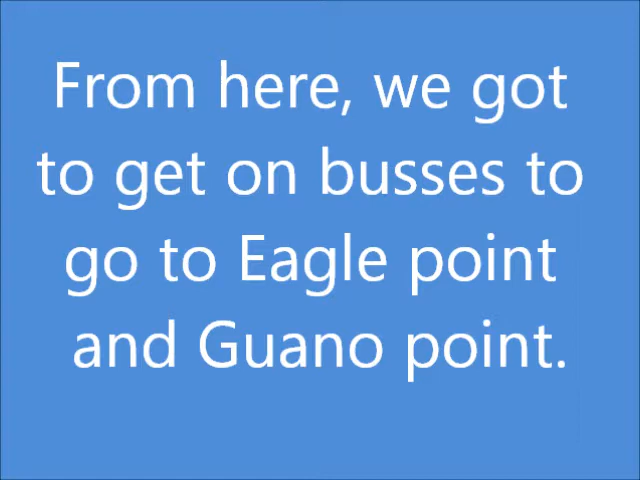 From here, we got
to get on busses to
go to Eagle point
and Guano point.